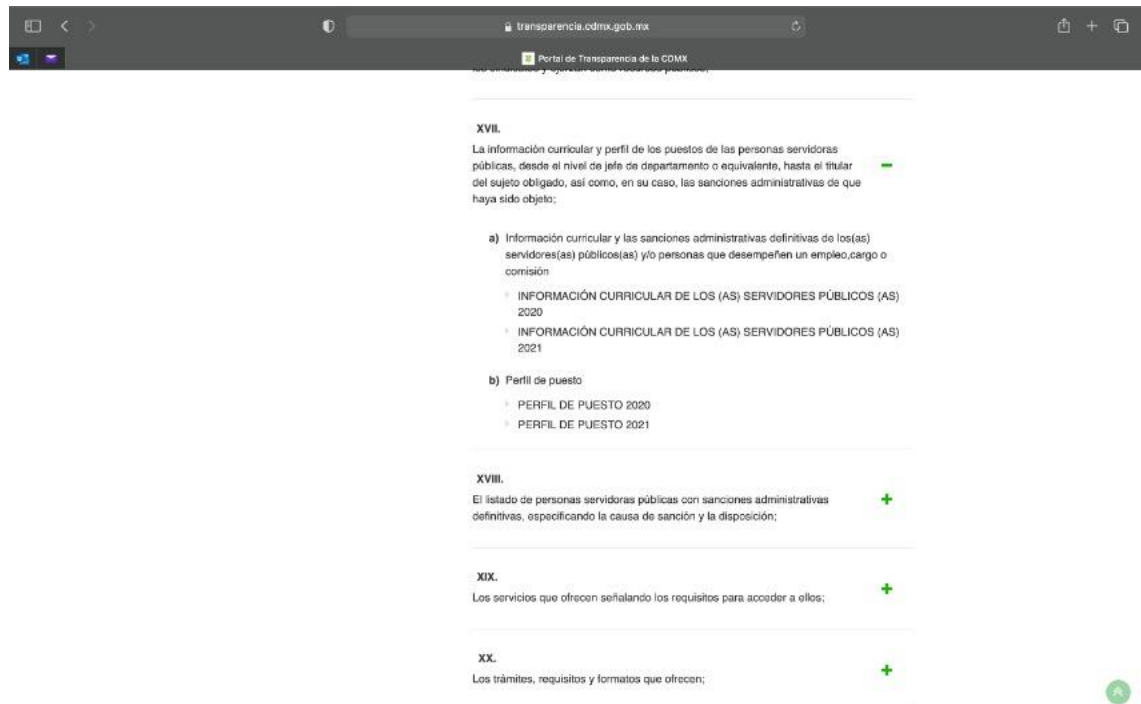 transparencia.cdmx.gob.mx
Portal de Transparencia de la CDMX
XVII.
La información curricular y perfil de los puestos de las personas servidoras
públicas, desde el nivel de jefe de departamento o equivalente, hasta el titular
del sujeto obligado, así como, en su caso, las sanciones administrativas de que
haya sido objeto;
a) Información curricular y las sanciones administrativas definitivas de los(as)
servidores(as) públicos(as) y/o personas que desempeñen un empleo,cargo o
comisión
INFORMACIÓN CURRICULAR DE LOS (AS) SERVIDORES PÚBLICOS (AS)
2020
INFORMACIÓN CURRICULAR DE LOS (AS) SERVIDORES PÚBLICOS (AS)
2021
b) Perfil de puesto
PERFIL DE PUESTO 2020
PERFIL DE PUESTO 2021
XVIII.
El listado de personas servidoras públicas con sanciones administrativas
definitivas, especificando la causa de sanción y la disposición;
XIX.
Los servicios que ofrecen señalando los requisitos para acceder a ellos;
XX.
Los trámites, requisitos y formatos que ofrecen;